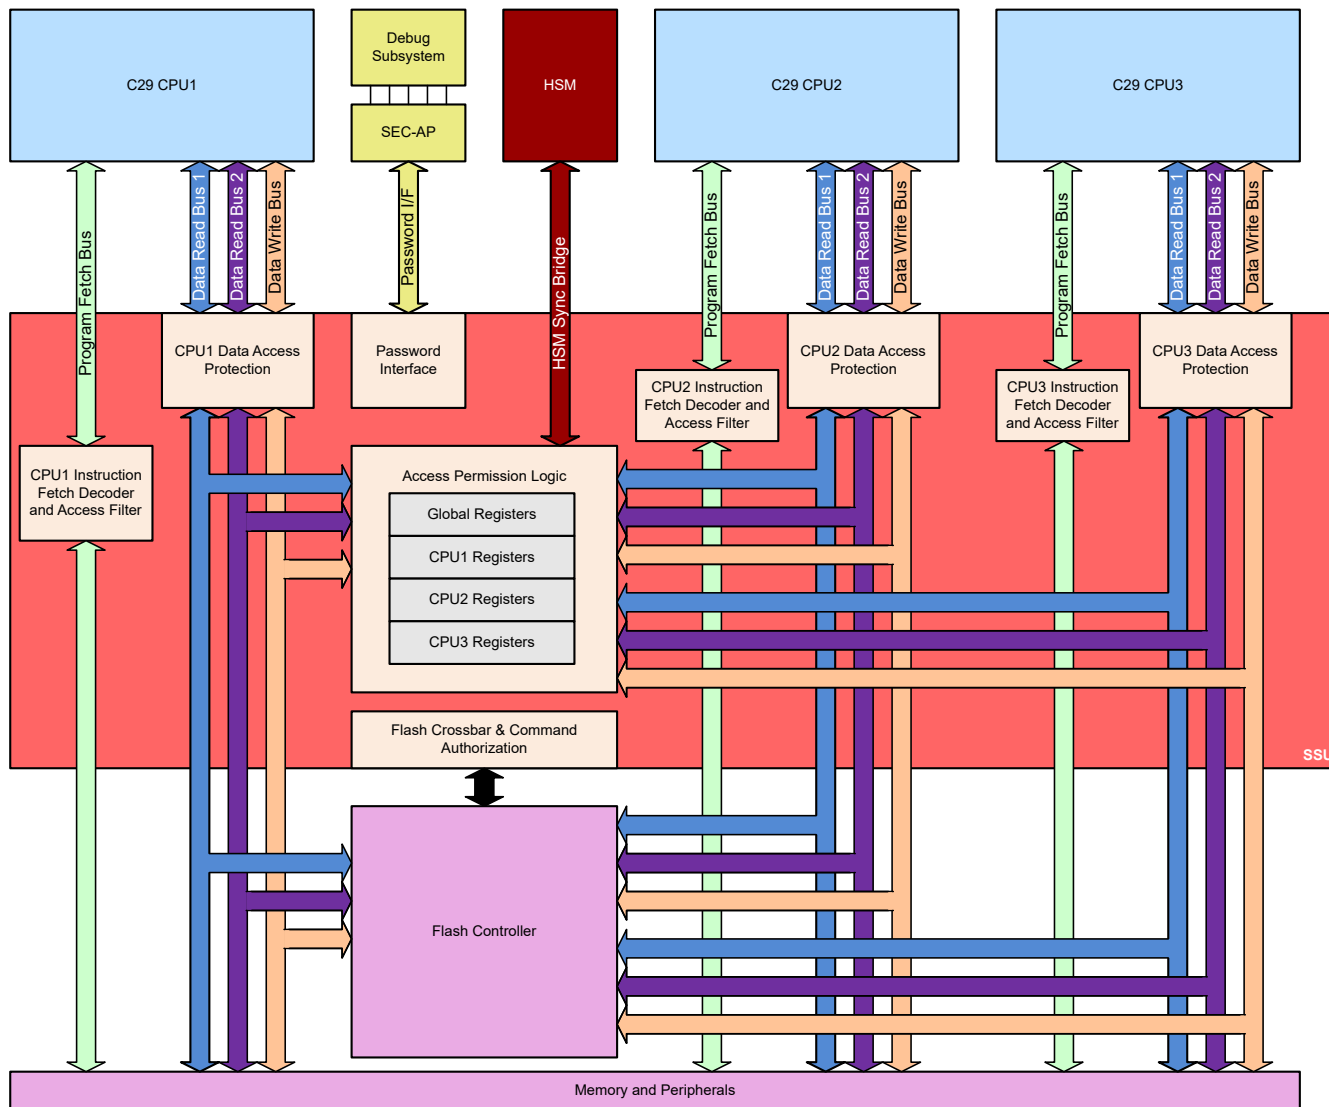 C29 CPU1
Debug
Subsystem
SEC-AP
HSM
C29 CPU2
C29 CPU3
Program Fetch Bus
Data Read Bus 1
Data Read Bus 2
Data Write Bus
Password I/F
HSM Sync Bridge
Program Fetch Bus
Data Read Bus 1
Data Read Bus 2
Data Write Bus
Program Fetch Bus
Data Read Bus 1
Data Read Bus 2
Data Write Bus
CPU1 Data Access
Protection
Password
Interface
CPU2 Instruction
Fetch Decoder and
Access Filter
CPU2 Data Access
Protection
CPU3 Instruction
Fetch Decoder
and Access Filter
CPU3 Data Access
Protection
CPU1 Instruction
Fetch Decoder
and Access Filter
Access Permission Logic
Global Registers
CPU1 Registers
CPU2 Registers
CPU3 Registers
Flash Crossbar & Command
Authorization
SSU
Flash Controller
Memory and Peripherals